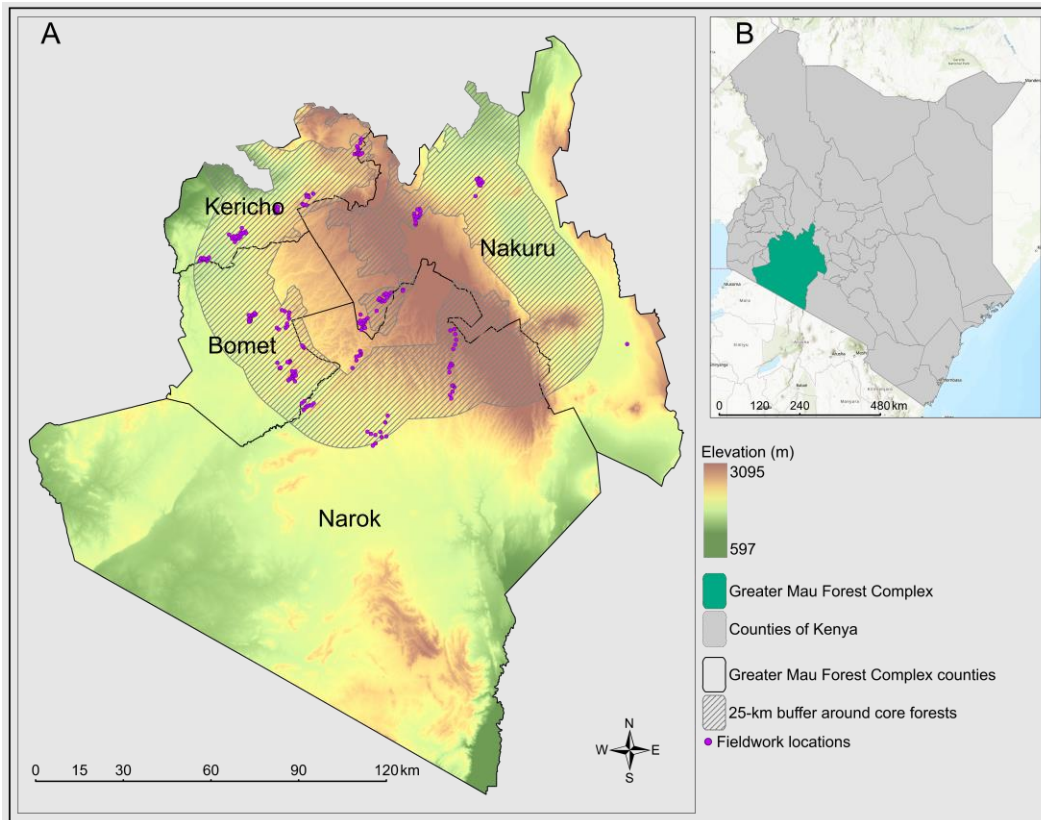 A
Kericho
Nakuru
Bomet
Narok
N
W E
S
0 15 30 60 90 120 km
B
0 120 240 480 km
Elevation (m)
3095
597
Greater Mau Forest Complex
Counties of Kenya
Greater Mau Forest Complex counties
25-km buffer around core forests
Fieldwork locations